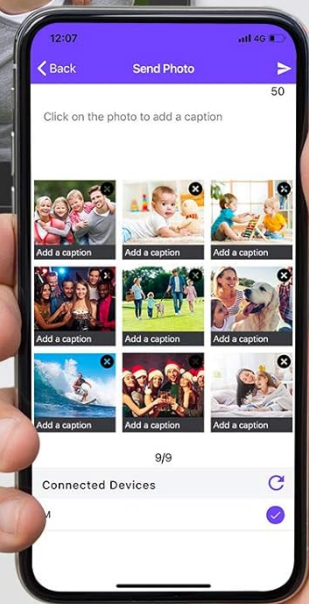 12:07 4G
Back Send Photo
50
Click on the photo to add a caption
Add a caption Add a caption Add a caption
Add a caption Add a caption Add a caption
Add a caption Add a caption Add a caption
9/9
Connected Devices